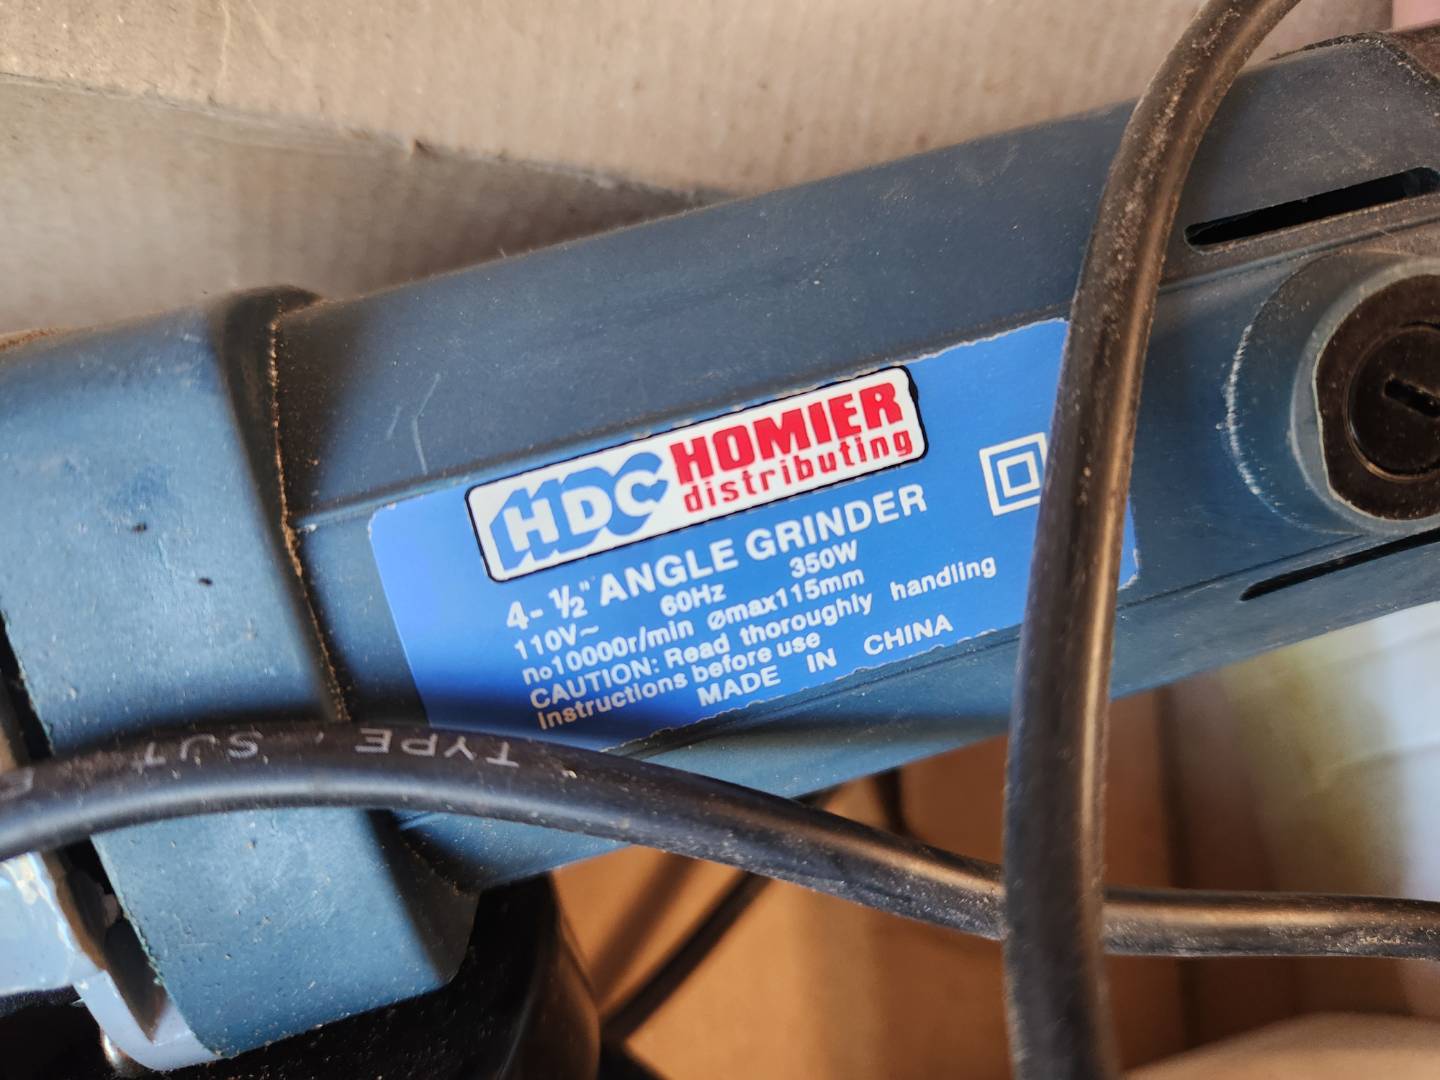 HDC HOMIER
distributing
4-½" ANGLE GRINDER
110V~ 60Hz 350W
no10000r/min ømax115mm
CAUTION: Read thoroughly handling
Instructions before use
MADE IN CHINA
TYPE. SJT